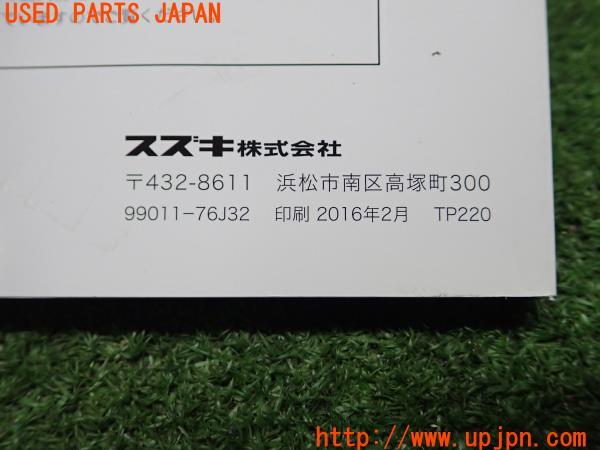 USED PARTS JAPAN
スズキ株式会社
〒432-8611 浜松市南区高塚町300
99011-76J32 印刷 2016年2月 TP220
http://www.upjpn.com/